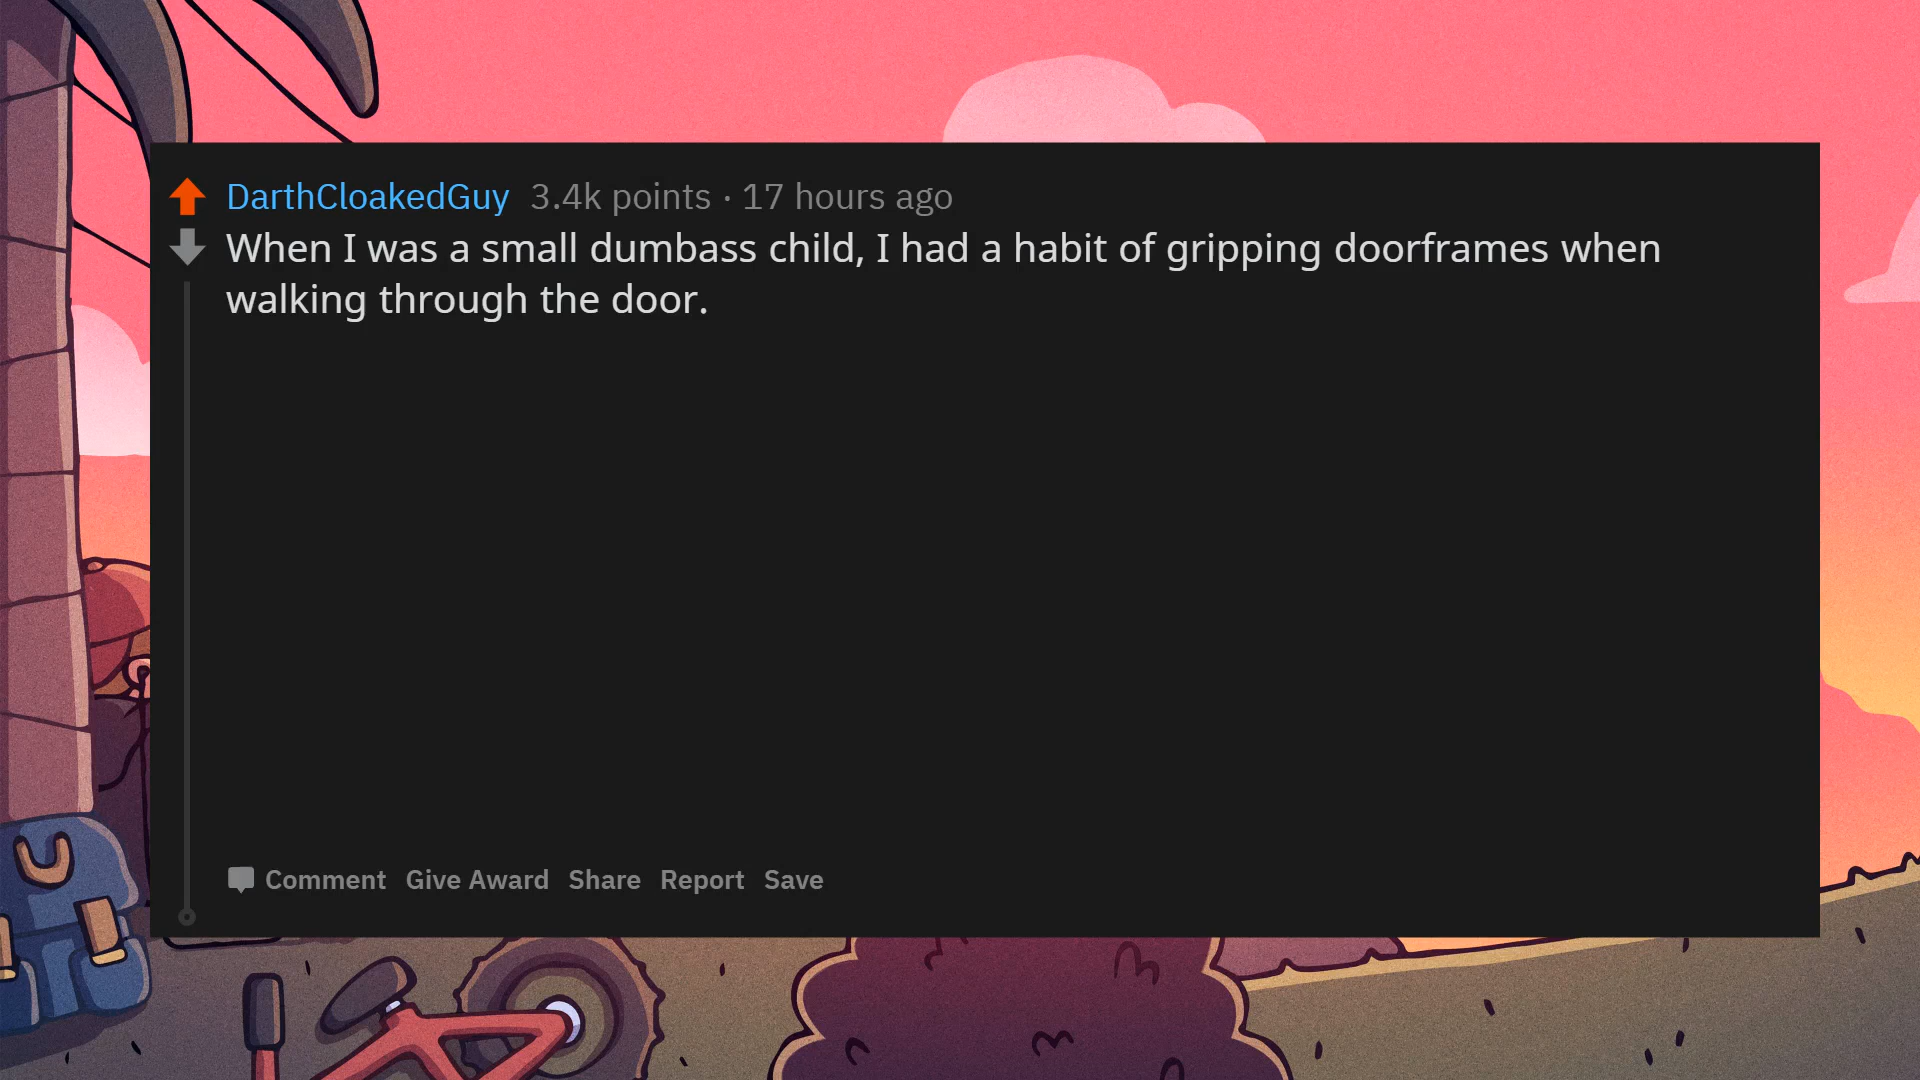 DarthCloakedGuy 3.4k points · 17 hours ago
When I was a small dumbass child, I had a habit of gripping doorframes when
walking through the door.
Comment Give Award Share Report Save